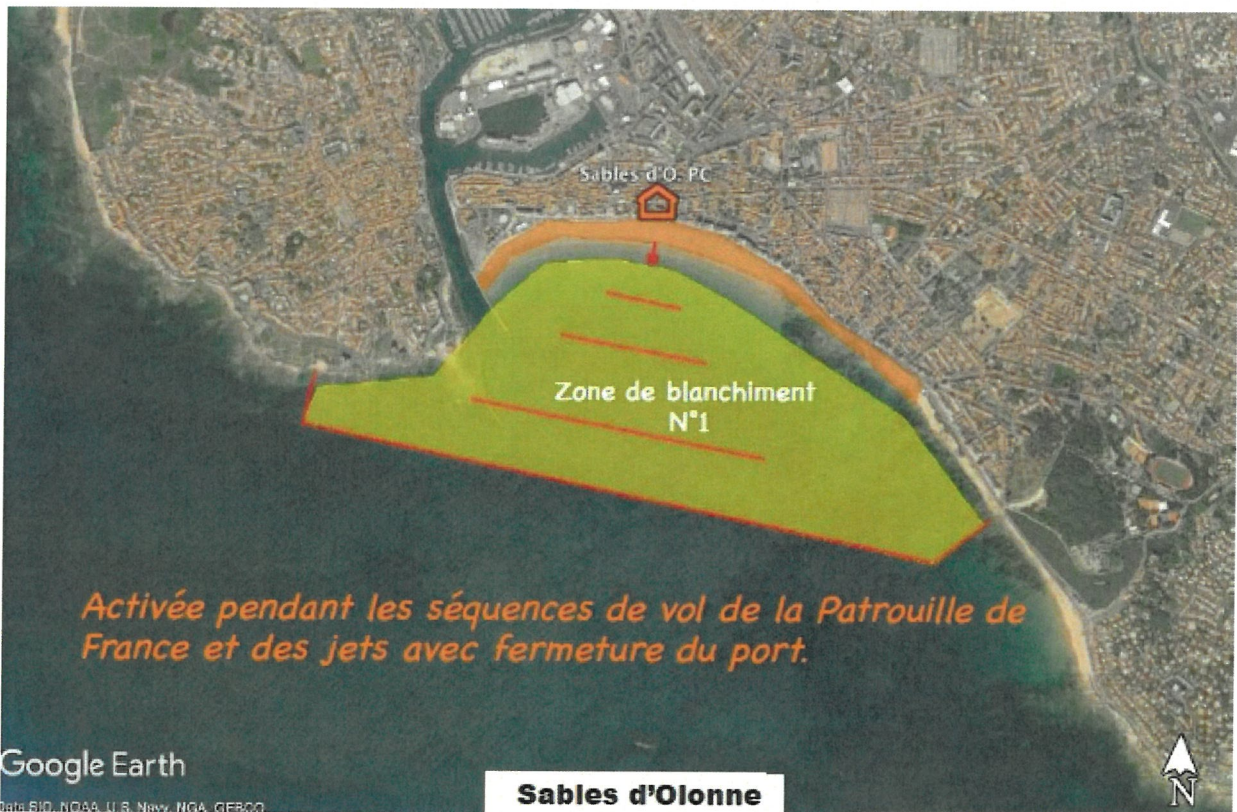 Sables d'O. PC
Zone de blanchiment
N°1
Activée pendant les séquences de vol de la Patrouille de
France et des jets avec fermeture du port.
Google Earth
Data SIO, NOAA, U.S. Navy, NGA, GEBCO
N
Sables d'Olonne